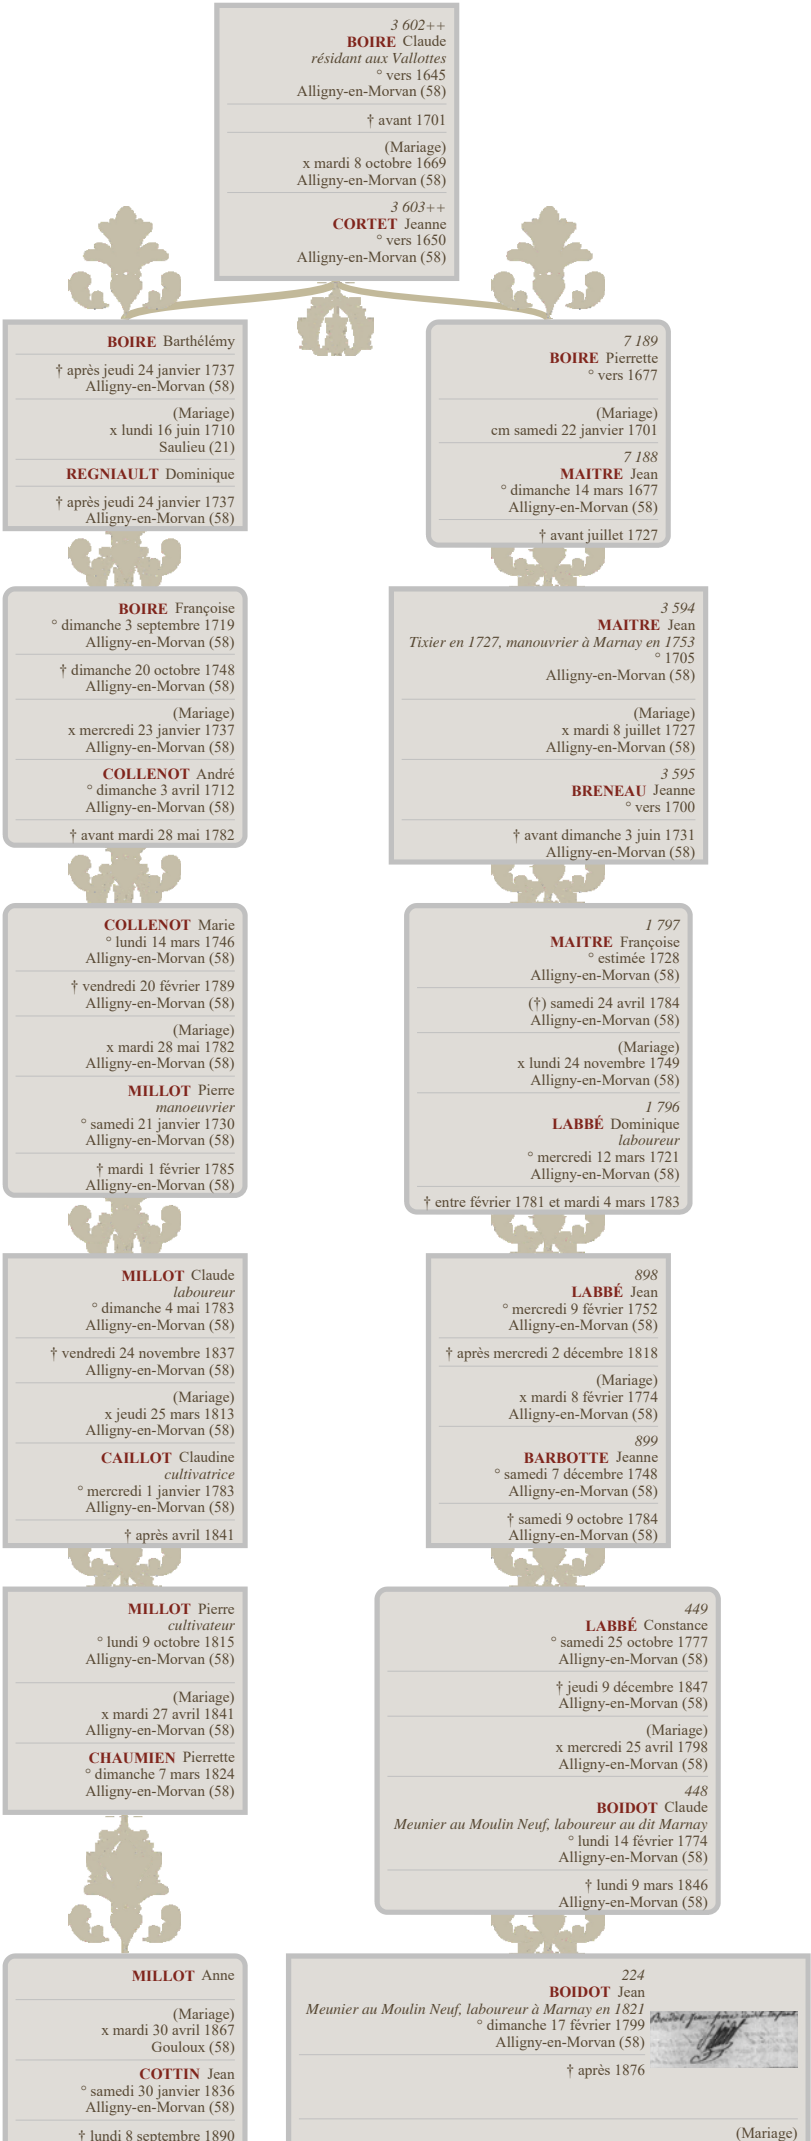 3 602++
BOIRE Claude
résidant aux Vallottes
° vers 1645
Alligny-en-Morvan (58)
† avant 1701
(Mariage)
x mardi 8 octobre 1669
Alligny-en-Morvan (58)
3 603++
CORTET Jeanne
° vers 1650
Alligny-en-Morvan (58)
BOIRE Barthélémy
† après jeudi 24 janvier 1737
Alligny-en-Morvan (58)
(Mariage)
x lundi 16 juin 1710
Saulieu (21)
REGNIAULT Dominique
† après jeudi 24 janvier 1737
Alligny-en-Morvan (58)
7 189
BOIRE Pierrette
° vers 1677
(Mariage)
cm samedi 22 janvier 1701
7 188
MAITRE Jean
° dimanche 14 mars 1677
Alligny-en-Morvan (58)
† avant juillet 1727
BOIRE Françoise
° dimanche 3 septembre 1719
Alligny-en-Morvan (58)
† dimanche 20 octobre 1748
Alligny-en-Morvan (58)
(Mariage)
x mercredi 23 janvier 1737
Alligny-en-Morvan (58)
COLLENOT André
° dimanche 3 avril 1712
Alligny-en-Morvan (58)
† avant mardi 28 mai 1782
3 594
MAITRE Jean
Tixier en 1727, manouvrier à Marnay en 1753
° 1705
Alligny-en-Morvan (58)
(Mariage)
x mardi 8 juillet 1727
Alligny-en-Morvan (58)
3 595
BRENEAU Jeanne
° vers 1700
† avant dimanche 3 juin 1731
Alligny-en-Morvan (58)
COLLENOT Marie
° lundi 14 mars 1746
Alligny-en-Morvan (58)
† vendredi 20 février 1789
Alligny-en-Morvan (58)
(Mariage)
x mardi 28 mai 1782
Alligny-en-Morvan (58)
MILLOT Pierre
manoeuvrier
° samedi 21 janvier 1730
Alligny-en-Morvan (58)
† mardi 1 février 1785
Alligny-en-Morvan (58)
1 797
MAITRE Françoise
° estimée 1728
Alligny-en-Morvan (58)
(†) samedi 24 avril 1784
Alligny-en-Morvan (58)
(Mariage)
x lundi 24 novembre 1749
Alligny-en-Morvan (58)
1 796
LABBÉ Dominique
laboureur
° mercredi 12 mars 1721
Alligny-en-Morvan (58)
† entre février 1781 et mardi 4 mars 1783
MILLOT Claude
laboureur
° dimanche 4 mai 1783
Alligny-en-Morvan (58)
† vendredi 24 novembre 1837
Alligny-en-Morvan (58)
(Mariage)
x jeudi 25 mars 1813
Alligny-en-Morvan (58)
CAILLOT Claudine
cultivatrice
° mercredi 1 janvier 1783
Alligny-en-Morvan (58)
† après avril 1841
898
LABBÉ Jean
° mercredi 9 février 1752
Alligny-en-Morvan (58)
† après mercredi 2 décembre 1818
(Mariage)
x mardi 8 février 1774
Alligny-en-Morvan (58)
899
BARBOTTE Jeanne
° samedi 7 décembre 1748
Alligny-en-Morvan (58)
† samedi 9 octobre 1784
Alligny-en-Morvan (58)
MILLOT Pierre
cultivateur
° lundi 9 octobre 1815
Alligny-en-Morvan (58)
(Mariage)
x mardi 27 avril 1841
Alligny-en-Morvan (58)
CHAUMIEN Pierrette
° dimanche 7 mars 1824
Alligny-en-Morvan (58)
449
LABBÉ Constance
° samedi 25 octobre 1777
Alligny-en-Morvan (58)
† jeudi 9 décembre 1847
Alligny-en-Morvan (58)
(Mariage)
x mercredi 25 avril 1798
Alligny-en-Morvan (58)
448
BOIDOT Claude
Meunier au Moulin Neuf, laboureur au dit Marnay
° lundi 14 février 1774
Alligny-en-Morvan (58)
† lundi 9 mars 1846
Alligny-en-Morvan (58)
MILLOT Anne
(Mariage)
x mardi 30 avril 1867
Gouloux (58)
COTTIN Jean
° samedi 30 janvier 1836
Alligny-en-Morvan (58)
† lundi 8 septembre 1890
224
BOIDOT Jean
Meunier au Moulin Neuf, laboureur à Marnay en 1821
° dimanche 17 février 1799
Alligny-en-Morvan (58)
† après 1876
(Mariage)